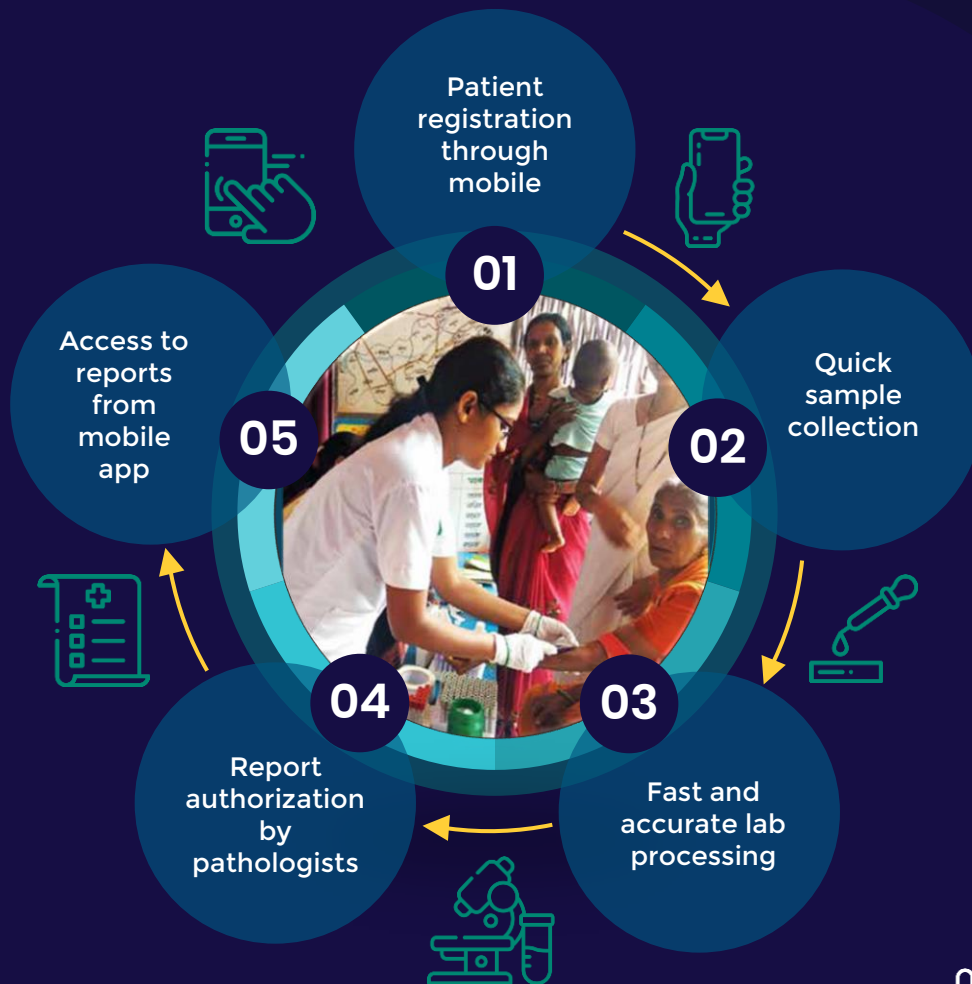 Patient
registration
through
mobile
01
Quick
sample
collection
02
Fast and
accurate lab
processing
03
Report
authorization
by
pathologists
04
Access to
reports
from
mobile
app
05